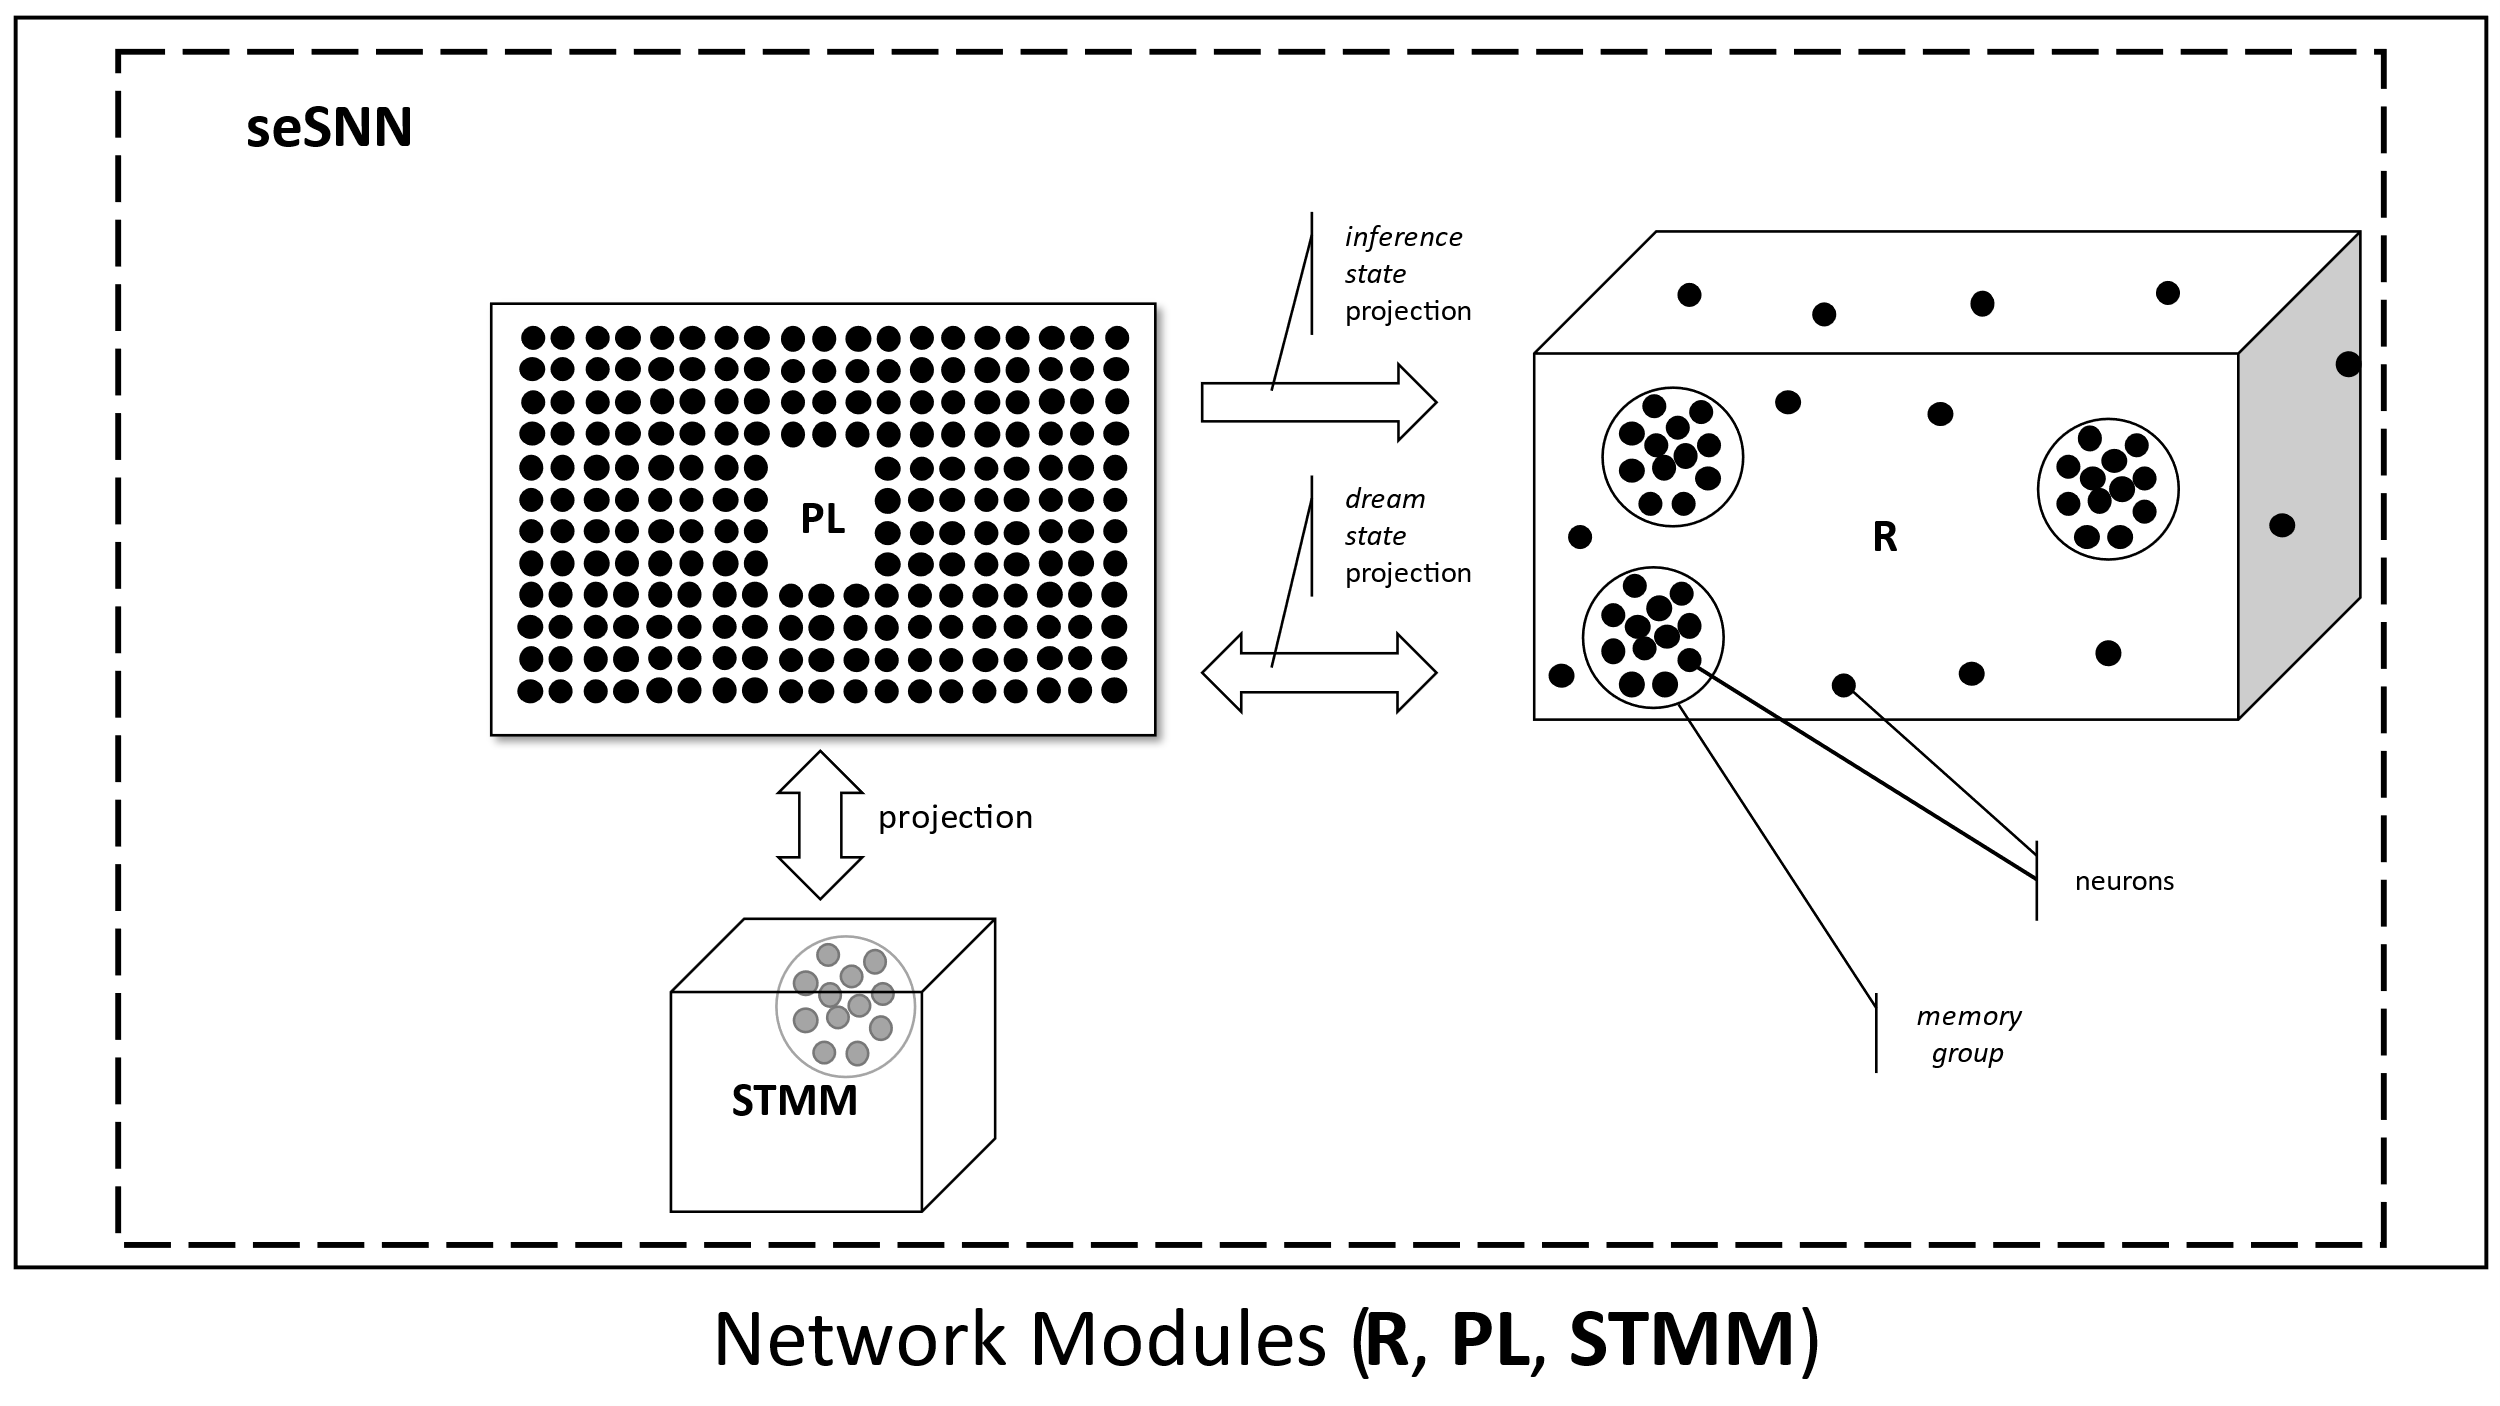 seSNN
inference
state
projection
PL
dream
state
projection
R
projection
neurons
STMM
memory
group
Network Modules (R, PL, STMM)